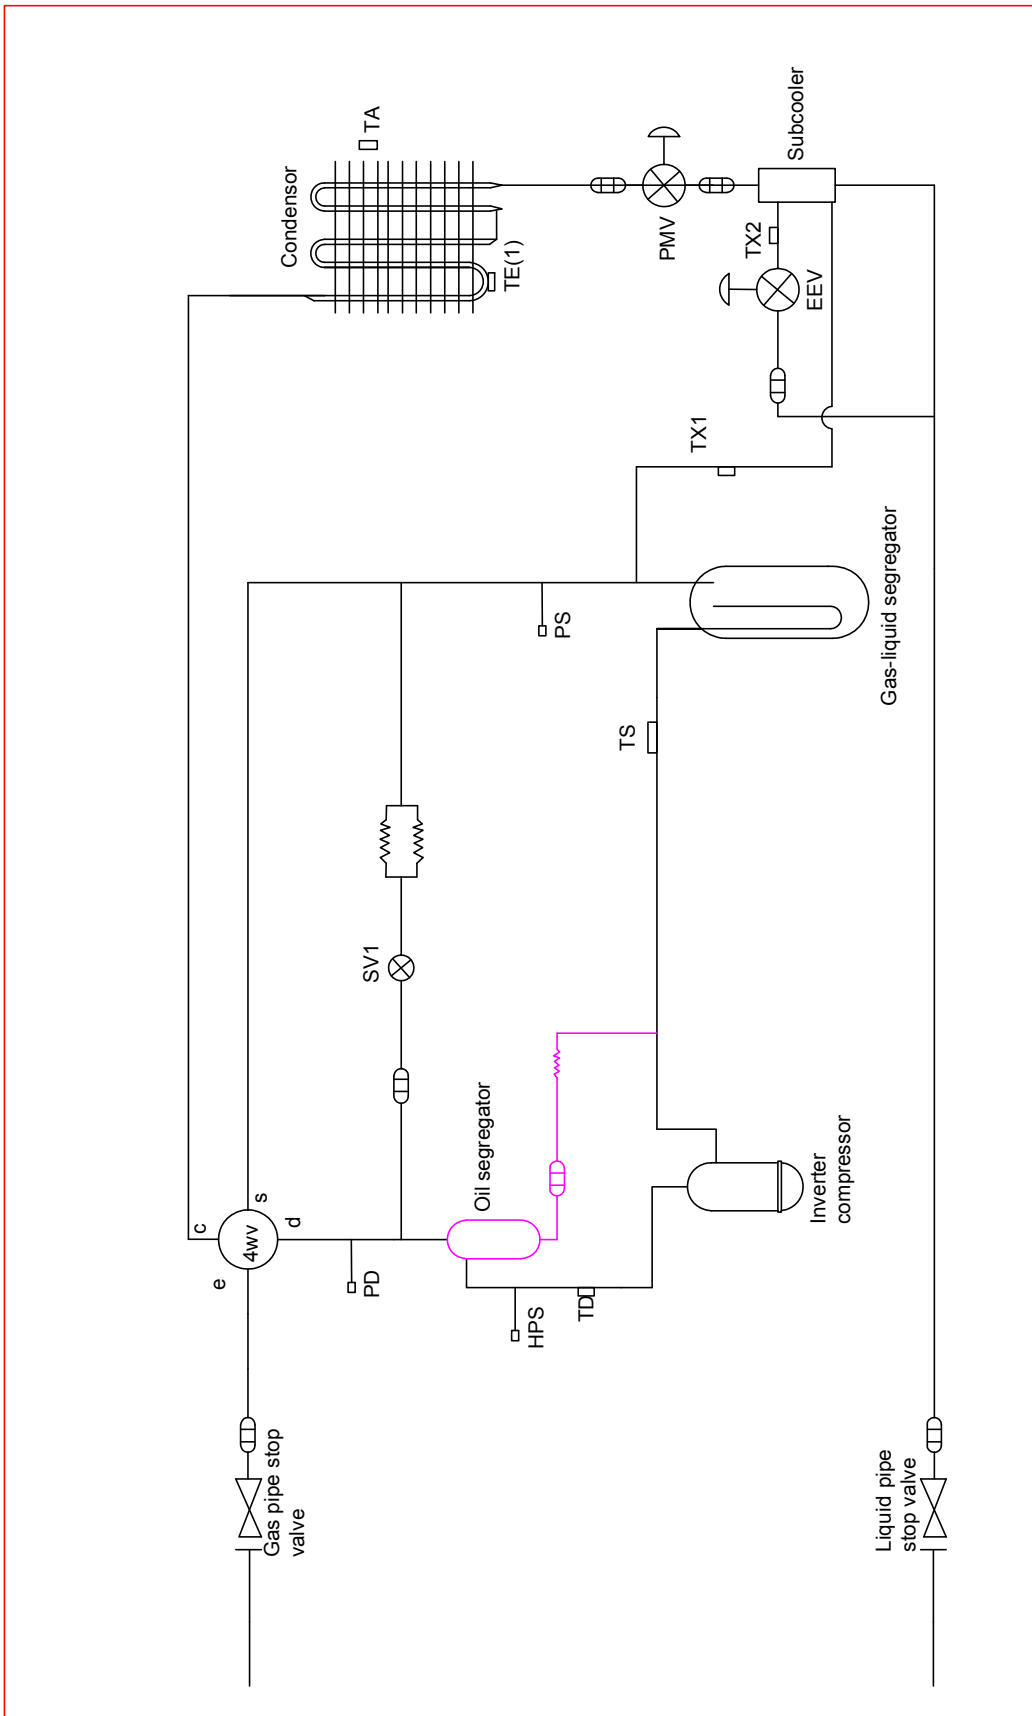 TA
Condensor
TE(1)
PMV
Subcooler
TX2
EEV
TX1
Gas-liquid segregator
PS
TS
SV1
Oil segregator
Inverter
compressor
c
s
4WV
d
e
PD
HPS
TD
Gas pipe stop
valve
Liquid pipe
stop valve